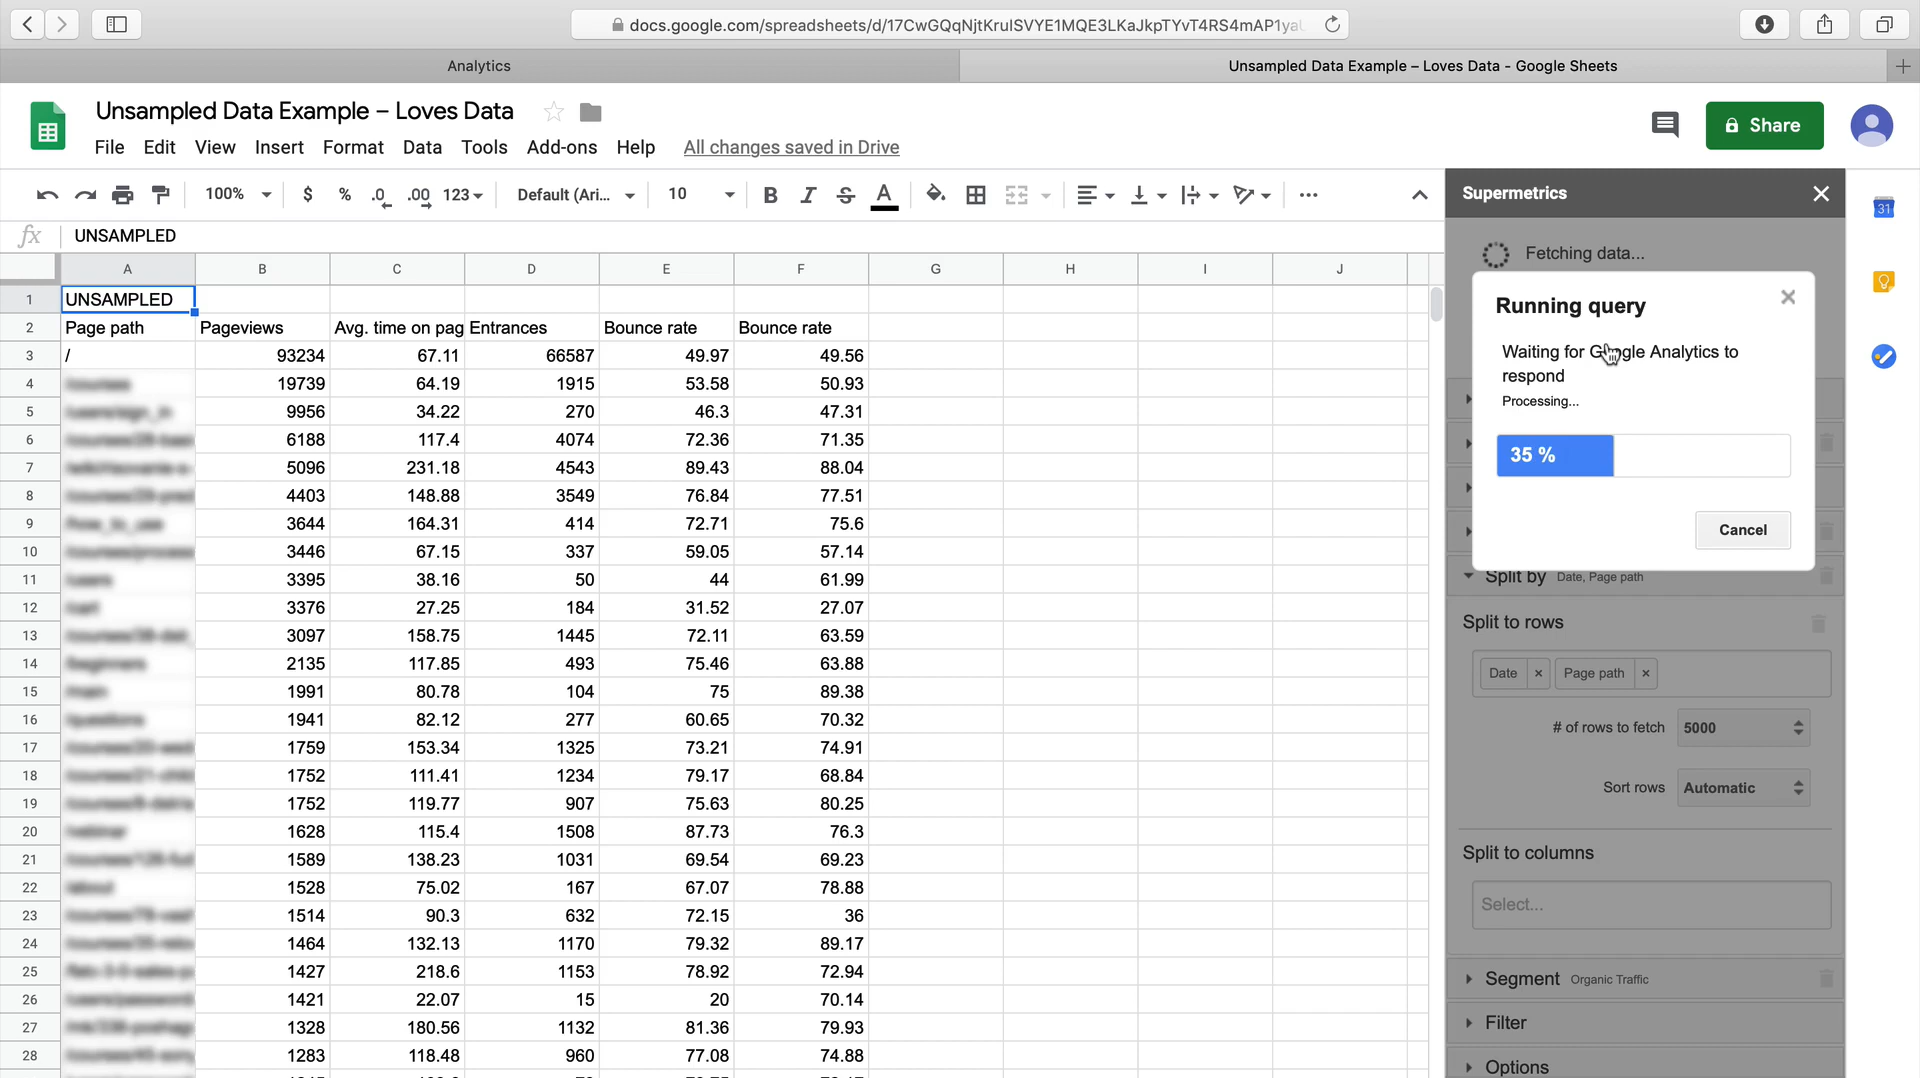 docs.google.com/spreadsheets/d/17CwGQqNjtKruISVYE1MQE3LKaJkpTYvT4RS4mAP1ya
Analytics
Unsampled Data Example – Loves Data - Google Sheets
Unsampled Data Example – Loves Data
File Edit View Insert Format Data Tools Add-ons Help All changes saved in Drive
Share
100% $ % .0 .00 123 Default (Ari... 10 B I S A
fx UNSAMPLED
A B C D E F G H I J
1 UNSAMPLED
2 Page path Pageviews Avg. time on pag Entrances Bounce rate Bounce rate
3 / 93234 67.11 66587 49.97 49.56
4 19739 64.19 1915 53.58 50.93
5 9956 34.22 270 46.3 47.31
6 6188 117.4 4074 72.36 71.35
7 5096 231.18 4543 89.43 88.04
8 4403 148.88 3549 76.84 77.51
9 3644 164.31 414 72.71 75.6
10 3446 67.15 337 59.05 57.14
11 3395 38.16 50 44 61.99
12 3376 27.25 184 31.52 27.07
13 3097 158.75 1445 72.11 63.59
14 2135 117.85 493 75.46 63.88
15 1991 80.78 104 75 89.38
16 1941 82.12 277 60.65 70.32
17 1759 153.34 1325 73.21 74.91
18 1752 111.41 1234 79.17 68.84
19 1752 119.77 907 75.63 80.25
20 1628 115.4 1508 87.73 76.3
21 1589 138.23 1031 69.54 69.23
22 1528 75.02 167 67.07 78.88
23 1514 90.3 632 72.15 36
24 1464 132.13 1170 79.32 89.17
25 1427 218.6 1153 78.92 72.94
26 1421 22.07 15 20 70.14
27 1328 180.56 1132 81.36 79.93
28 1283 118.48 960 77.08 74.88
Supermetrics
Fetching data...
Running query
Waiting for Google Analytics to
respond
Processing...
35 %
Cancel
Split by Date, Page path
Split to rows
Date × Page path ×
# of rows to fetch 5000
Sort rows Automatic
Split to columns
Select...
Segment Organic Traffic
Filter
Options
31